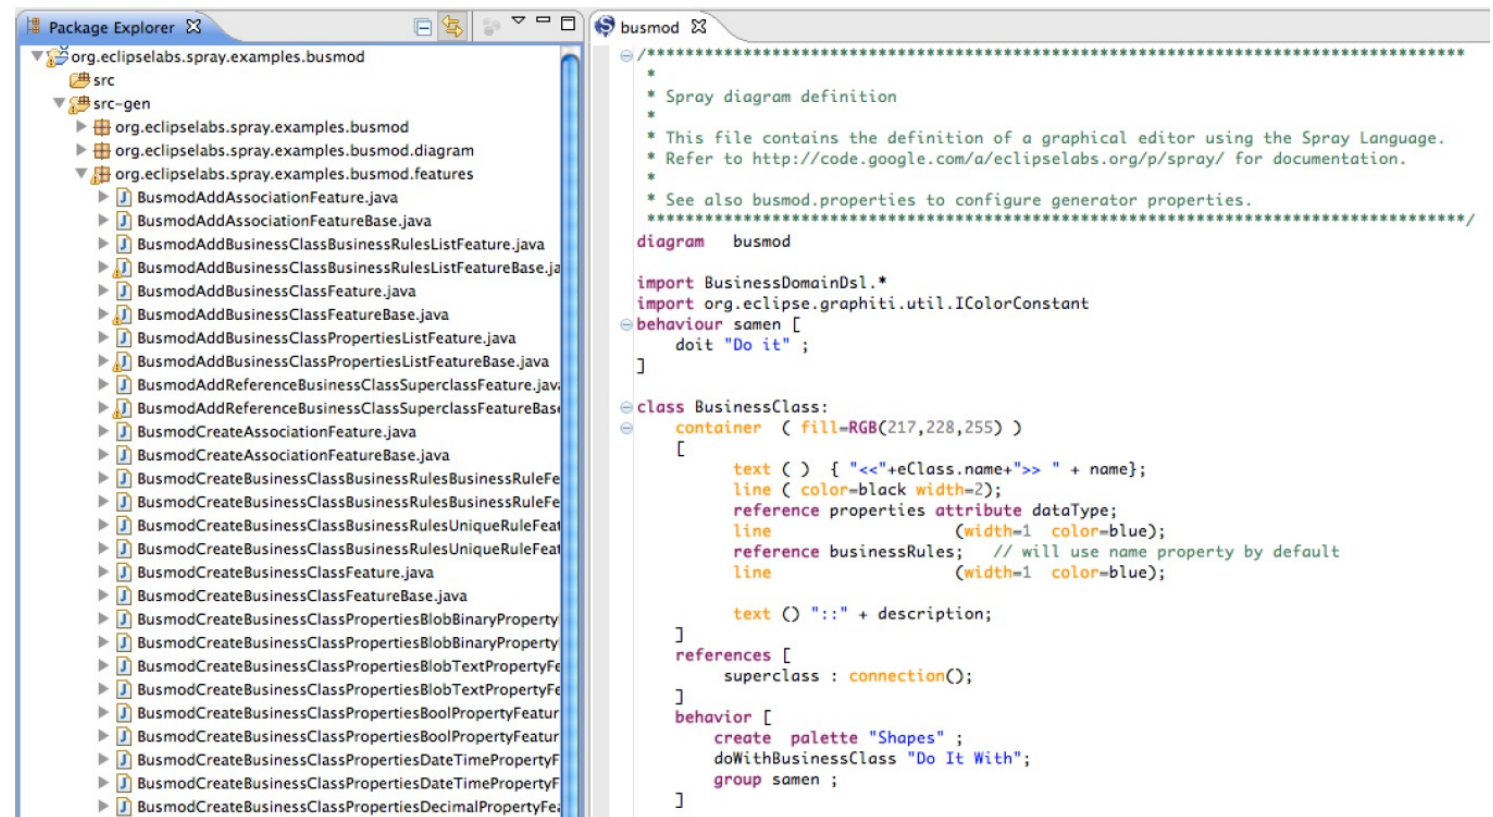 Package Explorer
org.eclipselabs.spray.examples.busmod
src
src-gen
org.eclipselabs.spray.examples.busmod
org.eclipselabs.spray.examples.busmod.diagram
org.eclipselabs.spray.examples.busmod.features
BusmodAddAssociationFeature.java
BusmodAddAssociationFeatureBase.java
BusmodAddBusinessClassBusinessRulesListFeature.java
BusmodAddBusinessClassBusinessRulesListFeatureBase.ja
BusmodAddBusinessClassFeature.java
BusmodAddBusinessClassFeatureBase.java
BusmodAddBusinessClassPropertiesListFeature.java
BusmodAddBusinessClassPropertiesListFeatureBase.java
BusmodAddReferenceBusinessClassSuperclassFeature.java
BusmodAddReferenceBusinessClassSuperclassFeatureBase
BusmodCreateAssociationFeature.java
BusmodCreateAssociationFeatureBase.java
BusmodCreateBusinessClassBusinessRulesBusinessRuleFe
BusmodCreateBusinessClassBusinessRulesBusinessRuleFe
BusmodCreateBusinessClassBusinessRulesUniqueRuleFeat
BusmodCreateBusinessClassBusinessRulesUniqueRuleFeat
BusmodCreateBusinessClassFeature.java
BusmodCreateBusinessClassFeatureBase.java
BusmodCreateBusinessClassPropertiesBlobBinaryProperty
BusmodCreateBusinessClassPropertiesBlobBinaryProperty
BusmodCreateBusinessClassPropertiesBlobTextPropertyFe
BusmodCreateBusinessClassPropertiesBlobTextPropertyFe
BusmodCreateBusinessClassPropertiesBoolPropertyFeatur
BusmodCreateBusinessClassPropertiesBoolPropertyFeatur
BusmodCreateBusinessClassPropertiesDateTimePropertyF
BusmodCreateBusinessClassPropertiesDateTimePropertyF
BusmodCreateBusinessClassPropertiesDecimalPropertyFea
busmod
/*************************************************************************************
*
* Spray diagram definition
*
* This file contains the definition of a graphical editor using the Spray Language.
* Refer to http://code.google.com/a/eclipselabs.org/p/spray/ for documentation.
*
* See also busmod.properties to configure generator properties.
*************************************************************************************/
diagram busmod
import BusinessDomainDsl.*
import org.eclipse.graphiti.util.IColorConstant
behaviour samen [
doit "Do it" ;
]
class BusinessClass:
container ( fill=RGB(217,228,255) )
[
text ( ) { "<<"+eClass.name+">> " + name};
line ( color=black width=2);
reference properties attribute dataType;
line (width=1 color=blue);
reference businessRules; // will use name property by default
line (width=1 color=blue);
text () "::" + description;
]
references [
superclass : connection();
]
behavior [
create palette "Shapes" ;
doWithBusinessClass "Do It With";
group samen ;
]